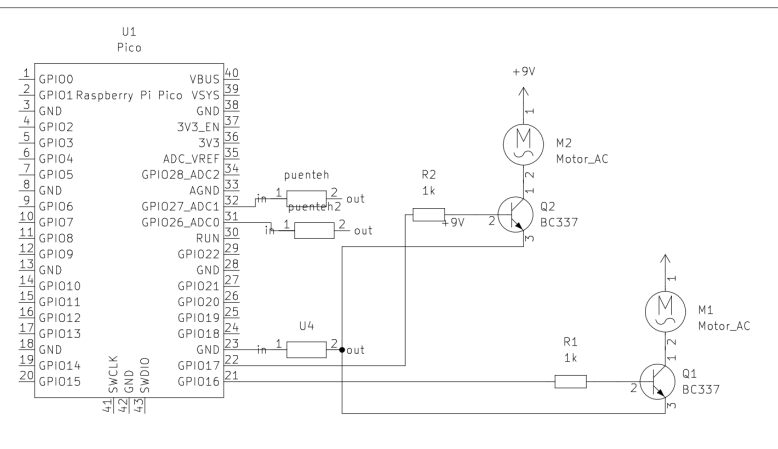 U1
Pico
1 GPIO0 VBUS 40
2 GPIO1 Raspberry Pi Pico VSYS 39
3 GND GND 38
4 GPIO2 3V3_EN 37
5 GPIO3 3V3 36
6 GPIO4 ADC_VREF 35
7 GPIO5 GPIO28_ADC2 34
8 GND AGND 33
9 GPIO6 GPIO27_ADC1 32
10 GPIO7 GPIO26_ADC0 31
11 GPIO8 RUN 30
12 GPIO9 GPIO22 29
13 GND GND 28
14 GPIO10 GPIO21 27
15 GPIO11 GPIO20 26
16 GPIO12 GPIO19 25
17 GPIO13 GPIO18 24
18 GND GND 23
19 GPIO14 GPIO17 22
20 GPIO15 GPIO16 21
41 SWCLK
42 GND
43 SWDIO
puenteh
in 1 2 out
puenteh2
in 1 2 out
U4
in 1 2 out
R2
1k
+9V
+9V
1
M
M2
Motor_AC
2
1
Q2
BC337
2
3
R1
1k
1
M
M1
Motor_AC
2
1
Q1
BC337
2
3